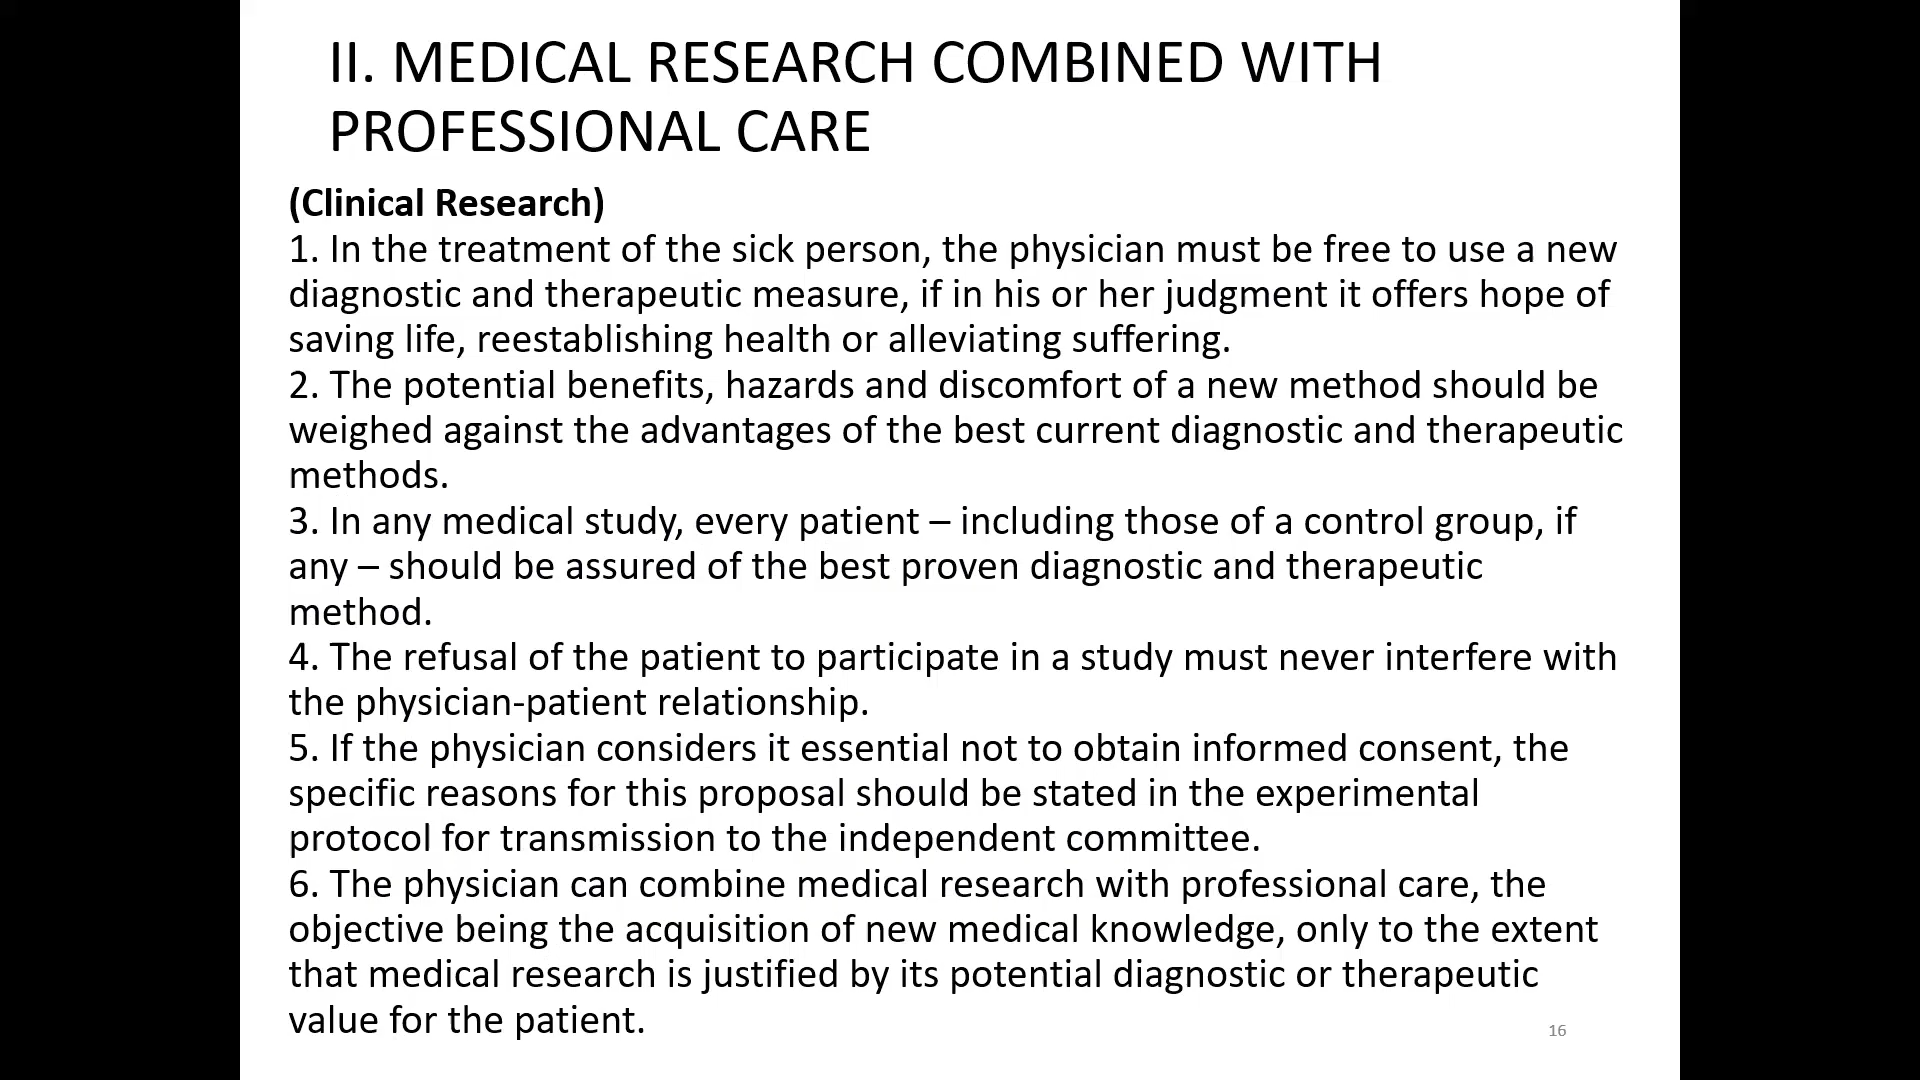 II. MEDICAL RESEARCH COMBINED WITH
PROFESSIONAL CARE
(Clinical Research)
1. In the treatment of the sick person, the physician must be free to use a new
diagnostic and therapeutic measure, if in his or her judgment it offers hope of
saving life, reestablishing health or alleviating suffering.
2. The potential benefits, hazards and discomfort of a new method should be
weighed against the advantages of the best current diagnostic and therapeutic
methods.
3. In any medical study, every patient – including those of a control group, if
any – should be assured of the best proven diagnostic and therapeutic
method.
4. The refusal of the patient to participate in a study must never interfere with
the physician-patient relationship.
5. If the physician considers it essential not to obtain informed consent, the
specific reasons for this proposal should be stated in the experimental
protocol for transmission to the independent committee.
6. The physician can combine medical research with professional care, the
objective being the acquisition of new medical knowledge, only to the extent
that medical research is justified by its potential diagnostic or therapeutic
value for the patient.
16